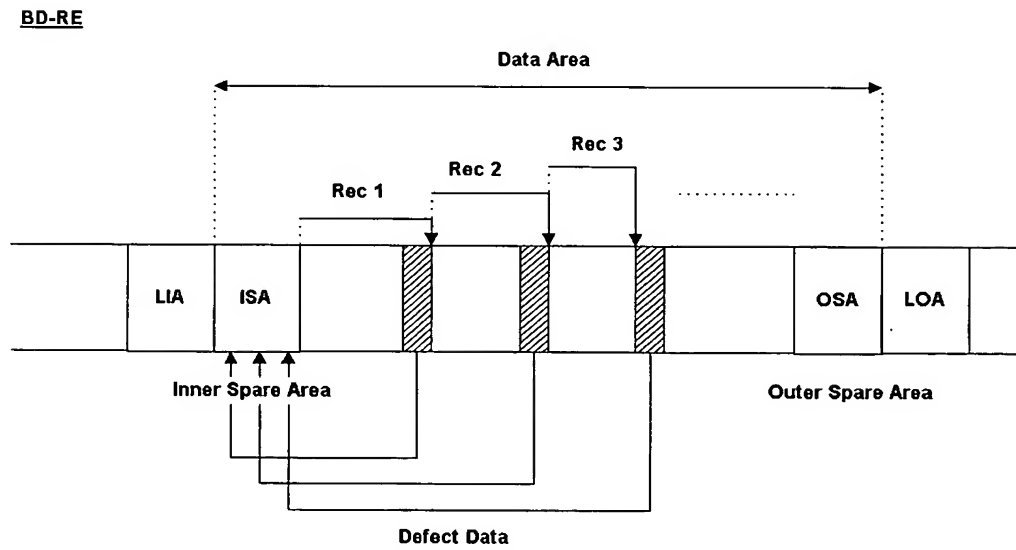 BD-RE
Data Area
Rec 3
Rec 2
Rec 1
LIA
ISA
OSA
LOA
Inner Spare Area
Outer Spare Area
Defect Data